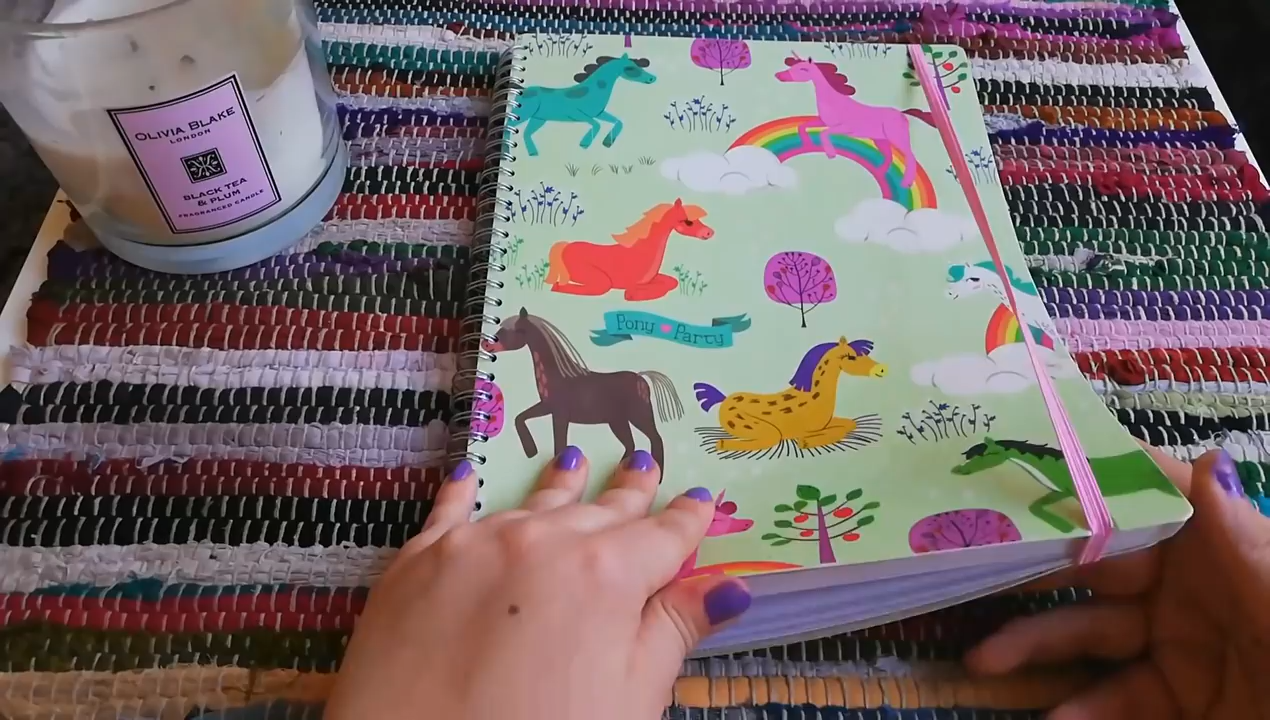 OLIVIA BLAKE
LONDON
BLACK TEA
& PLUM
FRAGRANCED CANDLE
Pony Party